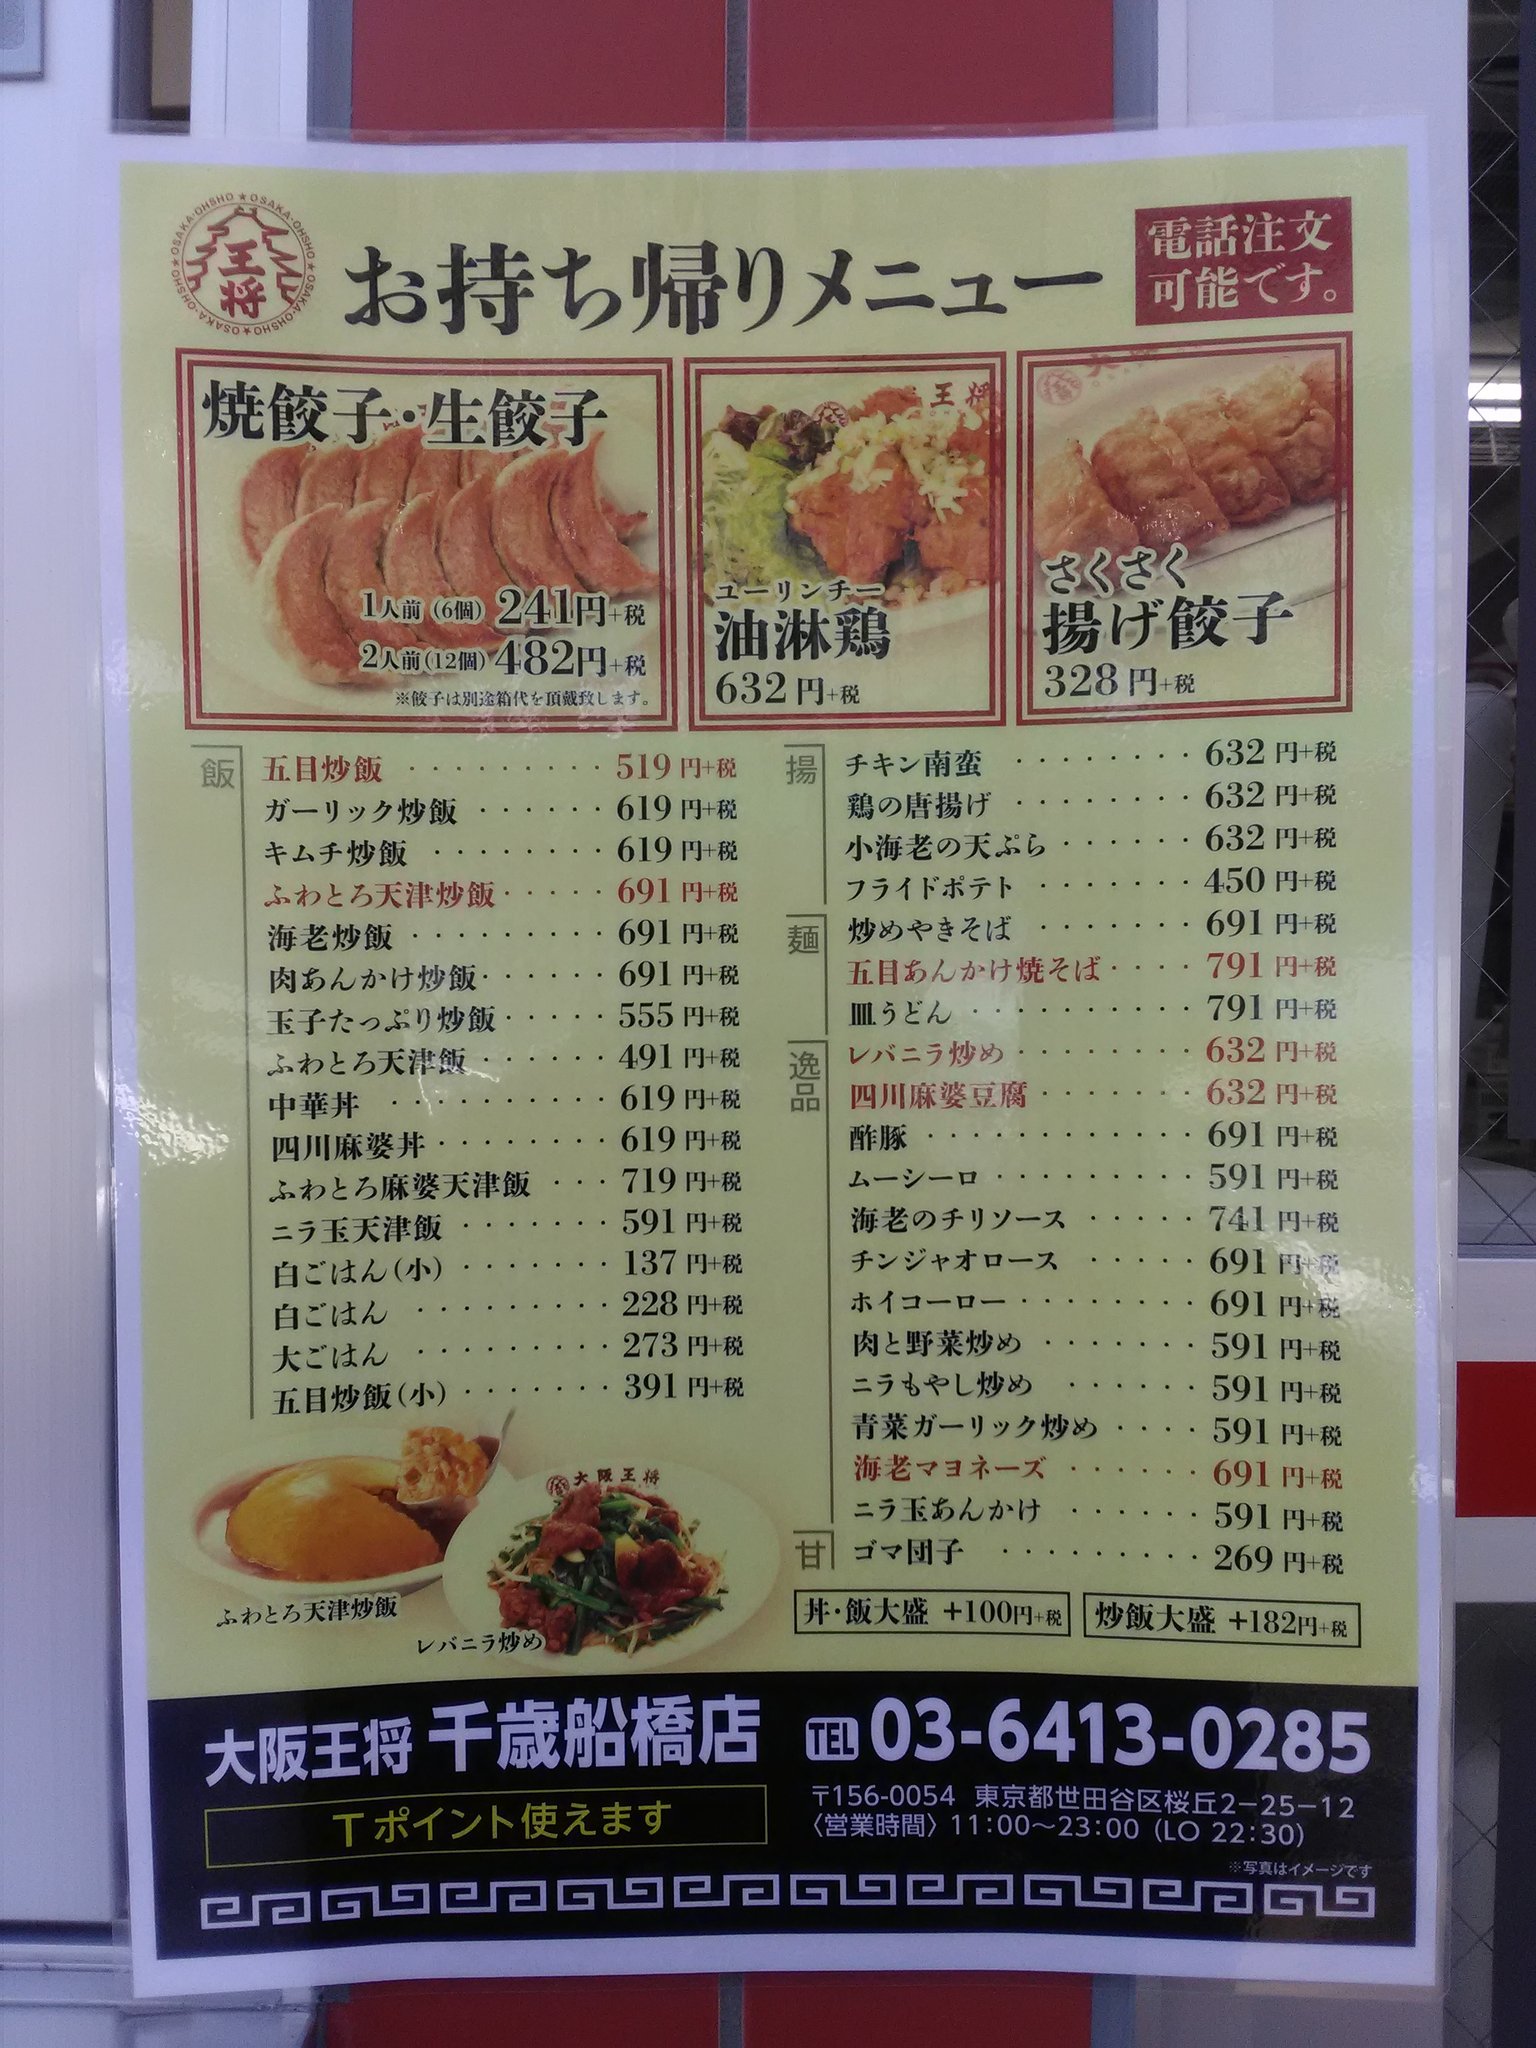 OSAKA-OHSHO★OSAKA-OHSHO★OSAKA-OHSHO★OSAKA-OHSHO★
王将
お持ち帰りメニュー
電話注文
可能です。
焼餃子・生餃子
1人前（6個） 241円+税
2人前（12個） 482円+税
※餃子は別途箱代を頂戴致します。
王将
ユーリンチー
油淋鶏
632円+税
さくさく
揚げ餃子
328円+税
飯
五目炒飯 ・・・・・・・・・ 519円+税
ガーリック炒飯 ・・・・・・ 619円+税
キムチ炒飯 ・・・・・・・・ 619円+税
ふわとろ天津炒飯・・・・・ 691円+税
海老炒飯 ・・・・・・・・・ 691円+税
肉あんかけ炒飯・・・・・・ 691円+税
玉子たっぷり炒飯・・・・・ 555円+税
ふわとろ天津飯 ・・・・・・ 491円+税
中華丼 ・・・・・・・・・・ 619円+税
四川麻婆丼・・・・・・・・ 619円+税
ふわとろ麻婆天津飯 ・・・ 719円+税
ニラ玉天津飯 ・・・・・・・ 591円+税
白ごはん（小） ・・・・・・・ 137円+税
白ごはん ・・・・・・・・・ 228円+税
大ごはん ・・・・・・・・・ 273円+税
五目炒飯（小）・・・・・・・ 391円+税
揚
チキン南蛮 ・・・・・・・・ 632円+税
鶏の唐揚げ ・・・・・・・・ 632円+税
小海老の天ぷら・・・・・・ 632円+税
フライドポテト ・・・・・・・ 450円+税
麺
炒めやきそば ・・・・・・・ 691円+税
五目あんかけ焼そば・・・・ 791円+税
皿うどん ・・・・・・・・・・ 791円+税
逸品
レバニラ炒め・・・・・・・・ 632円+税
四川麻婆豆腐・・・・・・・ 632円+税
酢豚 ・・・・・・・・・・・・ 691円+税
ムーシーロ・・・・・・・・・ 591円+税
海老のチリソース ・・・・・ 741円+税
チンジャオロース ・・・・・ 691円+税
ホイコーロー・・・・・・・・ 691円+税
肉と野菜炒め ・・・・・・・ 591円+税
ニラもやし炒め ・・・・・・ 591円+税
青菜ガーリック炒め ・・・・ 591円+税
海老マヨネーズ ・・・・・・ 691円+税
ニラ玉あんかけ ・・・・・・ 591円+税
甘
ゴマ団子 ・・・・・・・・・ 269円+税
丼・飯大盛 +100円+税
炒飯大盛 +182円+税
大阪王将
ふわとろ天津炒飯
レバニラ炒め
大阪王将 千歳船橋店
Tポイント使えます
TEL 03-6413-0285
〒156-0054 東京都世田谷区桜丘2-25-12
〈営業時間〉11：00〜23：00（LO 22：30）
※写真はイメージです